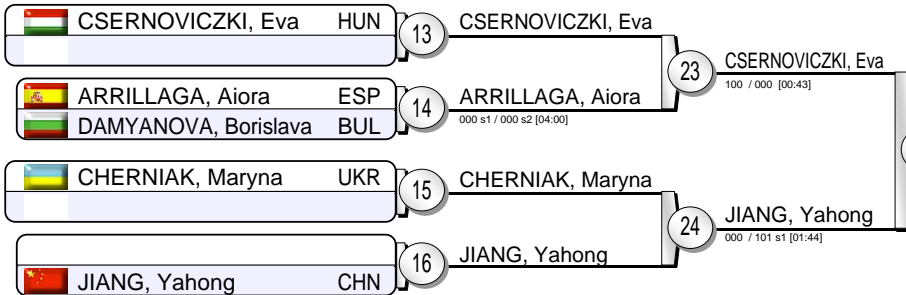 CSERNOVICZKI, Eva HUN
13
CSERNOVICZKI, Eva
ARRILLAGA, Aiora ESP
DAMYANOVA, Borislava BUL
14
ARRILLAGA, Aiora
000 s1 / 000 s2 [04:00]
23
CSERNOVICZKI, Eva
100 / 000 [00:43]
CHERNIAK, Maryna UKR
15
CHERNIAK, Maryna
JIANG, Yahong CHN
16
JIANG, Yahong
24
JIANG, Yahong
000 / 101 s1 [01:44]